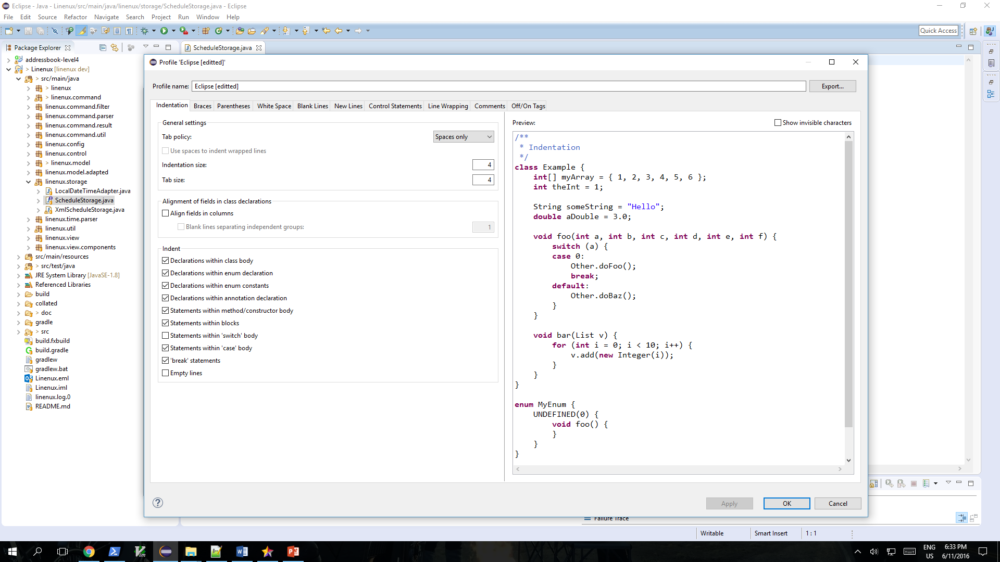 Eclipse - Java - Linenux/src/main/java/linenux/storage/ScheduleStorage.java - Eclipse
File Edit Source Refactor Navigate Search Project Run Window Help
Quick Access
Package Explorer
ScheduleStorage.java
addressbook-level4
> Linenux [linenux dev]
> src/main/java
> linenux
> linenux.command
linenux.command.filter
linenux.command.parser
linenux.command.result
linenux.command.util
linenux.config
linenux.control
> linenux.model
linenux.model.adapted
linenux.storage
LocalDateTimeAdapter.java
ScheduleStorage.java
XmlScheduleStorage.java
linenux.time.parser
linenux.util
linenux.view
linenux.view.components
src/main/resources
> src/test/java
JRE System Library [JavaSE-1.8]
Referenced Libraries
build
collated
> doc
gradle
> src
build.fxbuild
build.gradle
gradlew
gradlew.bat
Linenux.eml
Linenux.iml
linenux.log.0
README.md
Profile 'Eclipse [editted]'
Profile name: Eclipse [editted] Export...
Indentation Braces Parentheses White Space Blank Lines New Lines Control Statements Line Wrapping Comments Off/On Tags
General settings
Tab policy: Spaces only
Use spaces to indent wrapped lines
Indentation size: 4
Tab size: 4
Alignment of fields in class declarations
Align fields in columns
Blank lines separating independent groups: 1
Indent
Declarations within class body
Declarations within enum declaration
Declarations within enum constants
Declarations within annotation declaration
Statements within method/constructor body
Statements within blocks
Statements within 'switch' body
Statements within 'case' body
'break' statements
Empty lines
Preview: Show invisible characters
/**
 * Indentation
 */
class Example {
    int[] myArray = { 1, 2, 3, 4, 5, 6 };
    int theInt = 1;
    String someString = "Hello";
    double aDouble = 3.0;
    void foo(int a, int b, int c, int d, int e, int f) {
        switch (a) {
        case 0:
            Other.doFoo();
            break;
        default:
            Other.doBaz();
        }
    }
    void bar(List v) {
        for (int i = 0; i < 10; i++) {
            v.add(new Integer(i));
        }
    }
}
enum MyEnum {
    UNDEFINED(0) {
        void foo() {
        }
    }
}
Apply OK Cancel
Failure Trace
Writable Smart Insert 1 : 1
ENG
US
6:33 PM
6/11/2016